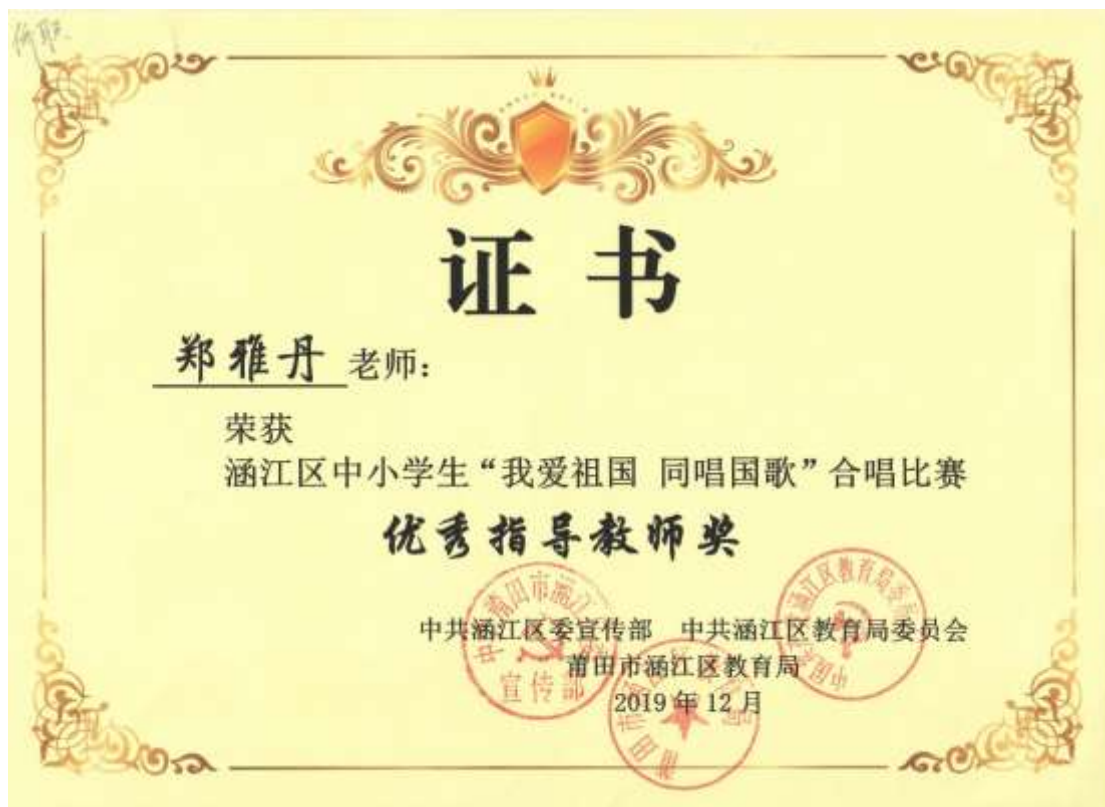 证书
郑雅丹 老师:
荣获
涵江区中小学生“我爱祖国 同唱国歌”合唱比赛
优秀指导教师奖
中共涵江区委宣传部 中共涵江区教育局委员会
莆田市涵江区教育局
2019年12月